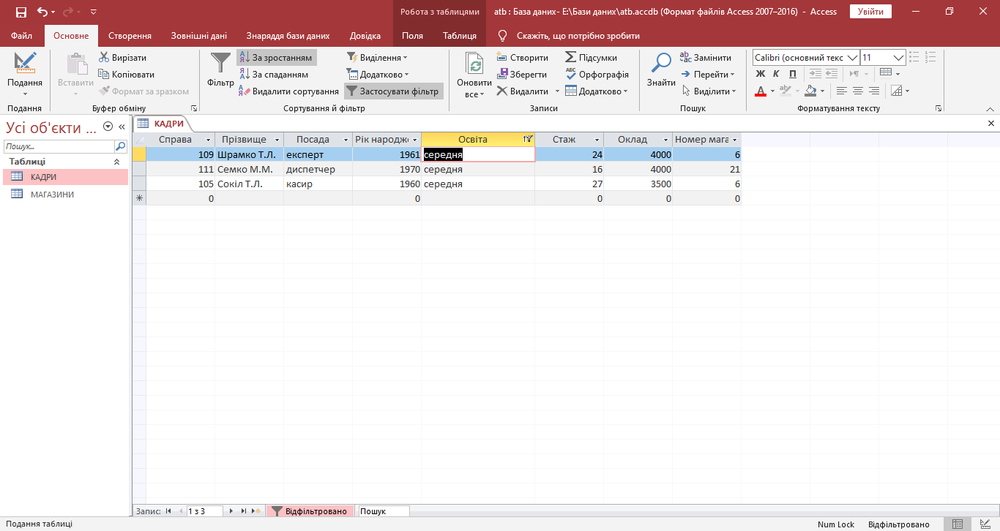 Робота з таблицями
atb : База даних- E:\Бази даних\atb.accdb (Формат файлів Access 2007–2016) - Access
Увійти
Файл Основне Створення Зовнішні дані Знаряддя бази даних Довідка Поля Таблиця Скажіть, що потрібно зробити
Подання
Вставити
Вирізати
Копіювати
Формат за зразком
Фільтр
За зростанням
За спаданням
Видалити сортування
Виділення
Додатково
Застосувати фільтр
Оновити
все
Створити
Зберегти
Видалити
Підсумки
Орфографія
Додатково
Знайти
Замінити
Перейти
Виділити
Calibri (основний текс 11
Ж К П
Подання Буфер обміну Сортування й фільтр Записи Пошук Форматування тексту
Усі об'єкти ...
Пошук...
Таблиці
КАДРИ
МАГАЗИНИ
КАДРИ
Справа Прізвище Посада Рік народже Освіта Стаж Оклад Номер мага
109 Шрамко Т.Л. експерт 1961 середня 24 4000 6
111 Семко М.М. диспетчер 1970 середня 16 4000 21
105 Сокіл Т.Л. касир 1960 середня 27 3500 6
0 0 0 0 0
Запис: 1 з 3 Відфільтровано Пошук
Подання таблиці Num Lock Відфільтровано